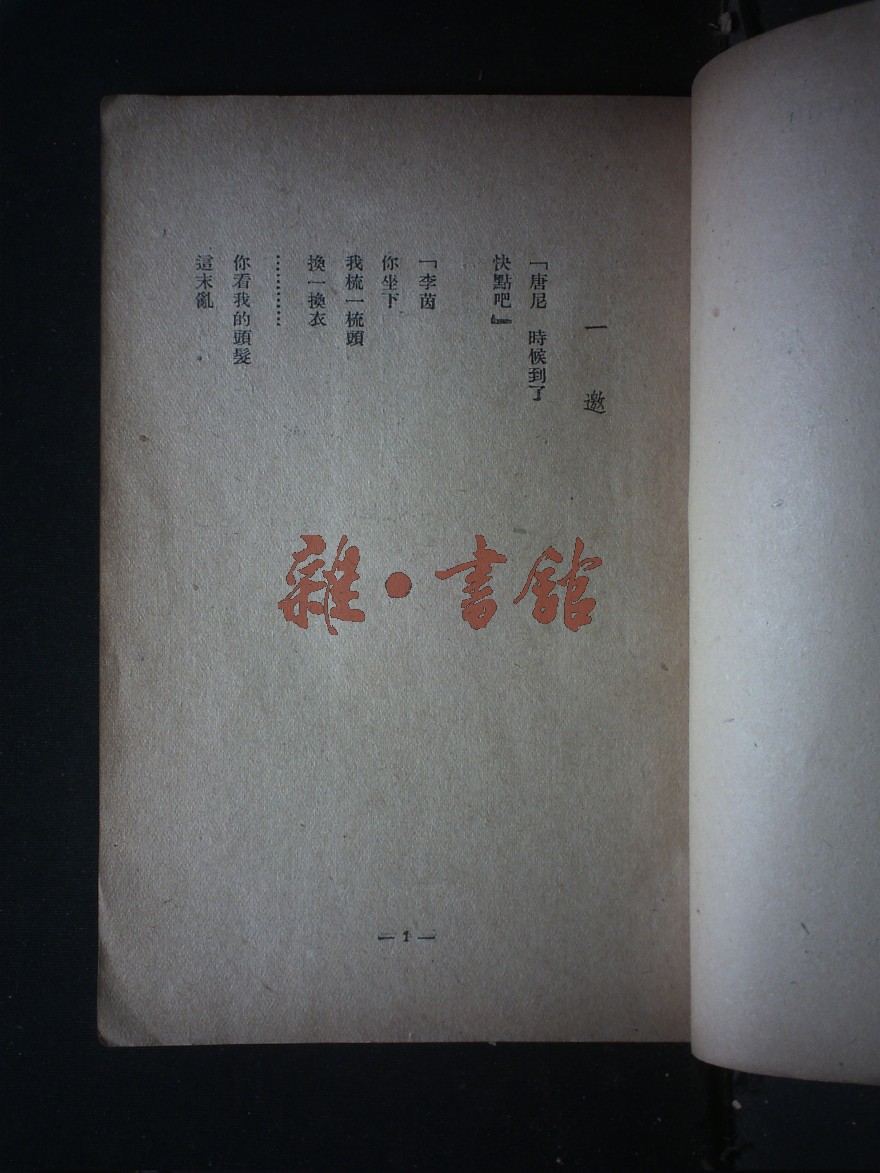 一　邀
「唐尼　時候到了
快點吧』
「李茵
你坐下
我梳一梳頭
換一換衣
…………
你看我的頭髮
這末亂
雜·書館
— 1 —